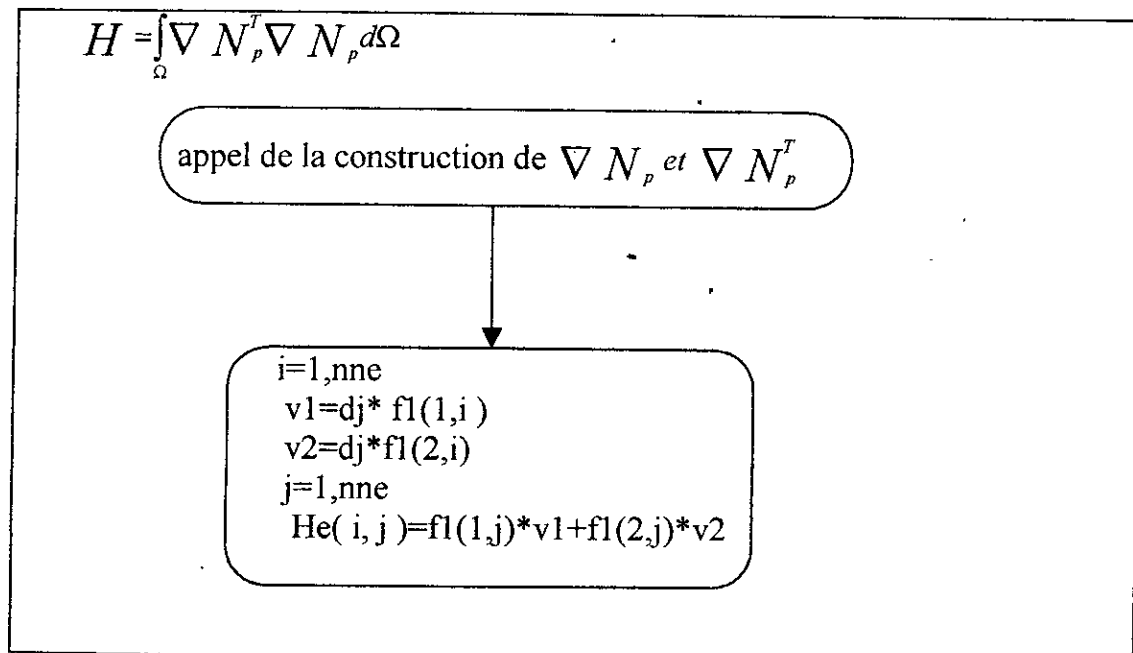 H = ∫_Ω ∇ N_p^T ∇ N_p dΩ
appel de la construction de ∇ N_p et ∇ N_p^T
i=1,nne
v1=dj* f1(1,i )
v2=dj*f1(2,i)
j=1,nne
He( i, j )=f1(1,j)*v1+f1(2,j)*v2